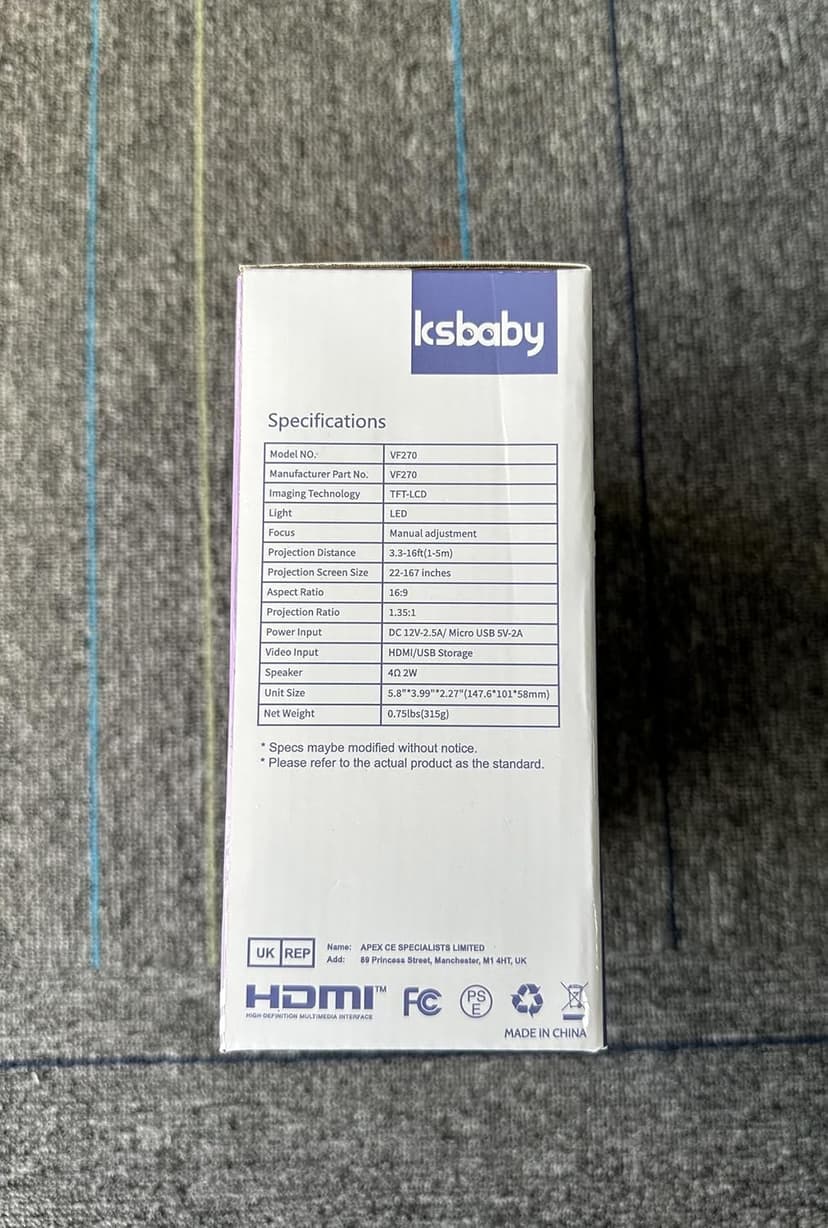 ksbaby
Specifications
Model NO. VF270
Manufacturer Part No. VF270
Imaging Technology TFT-LCD
Light LED
Focus Manual adjustment
Projection Distance 3.3-16ft(1-5m)
Projection Screen Size 22-167 inches
Aspect Ratio 16:9
Projection Ratio 1.35:1
Power Input DC 12V-2.5A/ Micro USB 5V-2A
Video Input HDMI/USB Storage
Speaker 4Ω 2W
Unit Size 5.8"*3.99"*2.27"(147.6*101*58mm)
Net Weight 0.75lbs(315g)
* Specs maybe modified without notice.
* Please refer to the actual product as the standard.
UK REP Name: APEX CE SPECIALISTS LIMITED
Add: 89 Princess Street, Manchester, M1 4HT, UK
HDMI™ FC PS E
HIGH-DEFINITION MULTIMEDIA INTERFACE
MADE IN CHINA